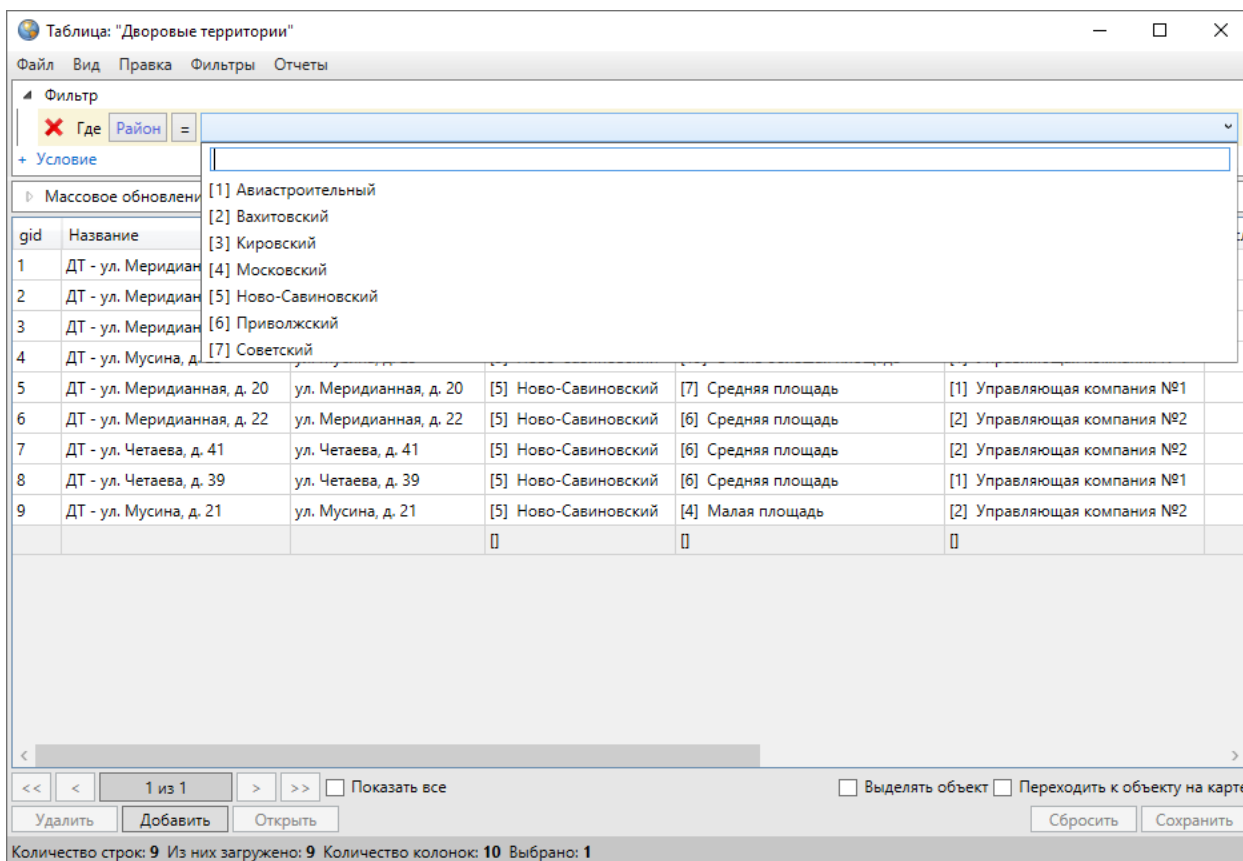 Таблица: "Дворовые территории"
Файл Вид Правка Фильтры Отчеты
Фильтр
Где Район =
+ Условие
[1] Авиастроительный
Массовое обновлени
[2] Вахитовский
gid Название
[3] Кировский
1 ДТ - ул. Меридиан
[4] Московский
2 ДТ - ул. Меридиан
[5] Ново-Савиновский
3 ДТ - ул. Меридиан
[6] Приволжский
4 ДТ - ул. Мусина, д.
[7] Советский
5 ДТ - ул. Меридианная, д. 20 ул. Меридианная, д. 20 [5] Ново-Савиновский [7] Средняя площадь [1] Управляющая компания №1
6 ДТ - ул. Меридианная, д. 22 ул. Меридианная, д. 22 [5] Ново-Савиновский [6] Средняя площадь [2] Управляющая компания №2
7 ДТ - ул. Четаева, д. 41 ул. Четаева, д. 41 [5] Ново-Савиновский [6] Средняя площадь [2] Управляющая компания №2
8 ДТ - ул. Четаева, д. 39 ул. Четаева, д. 39 [5] Ново-Савиновский [6] Средняя площадь [1] Управляющая компания №1
9 ДТ - ул. Мусина, д. 21 ул. Мусина, д. 21 [5] Ново-Савиновский [4] Малая площадь [2] Управляющая компания №2
[] [] []
<< < 1 из 1 > >> Показать все Выделять объект Переходить к объекту на карте
Удалить Добавить Открыть Сбросить Сохранить
Количество строк: 9 Из них загружено: 9 Количество колонок: 10 Выбрано: 1